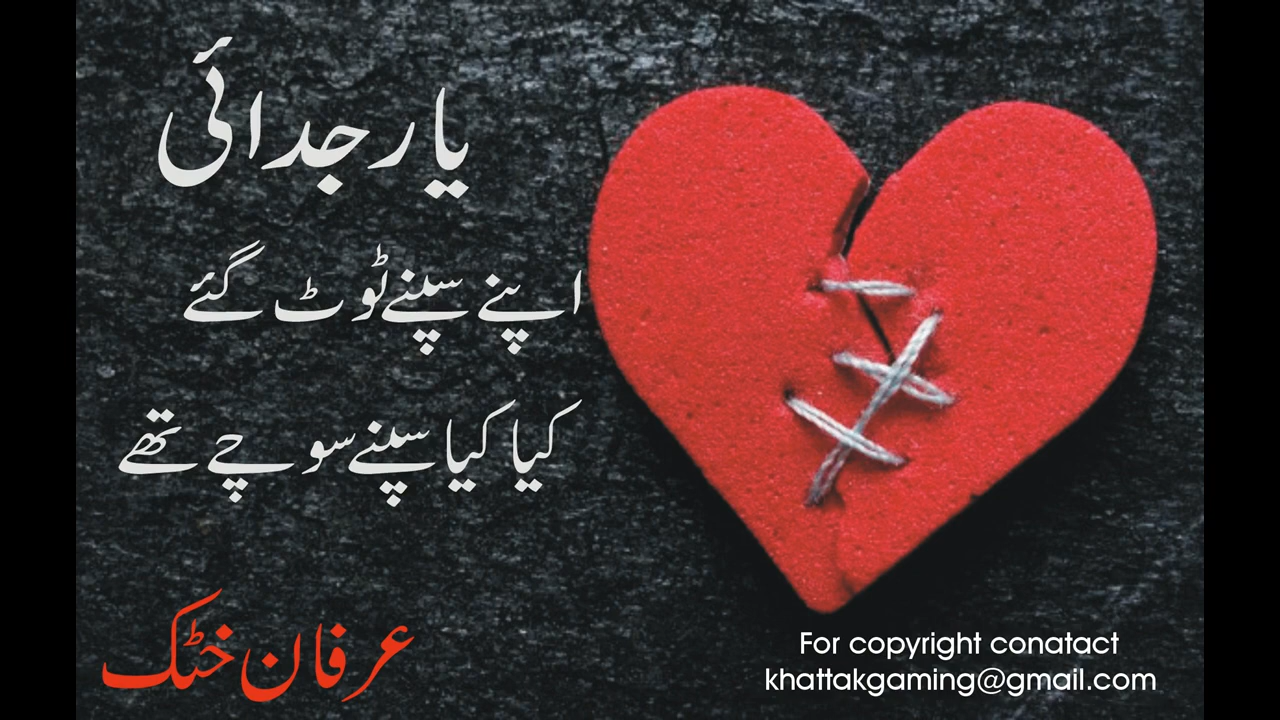 یار جدائی
اپنے سپنے ٹوٹ گئے
کیا کیا سپنے سوچے تھے
عرفان خٹک
For copyright conatact
khattakgaming@gmail.com